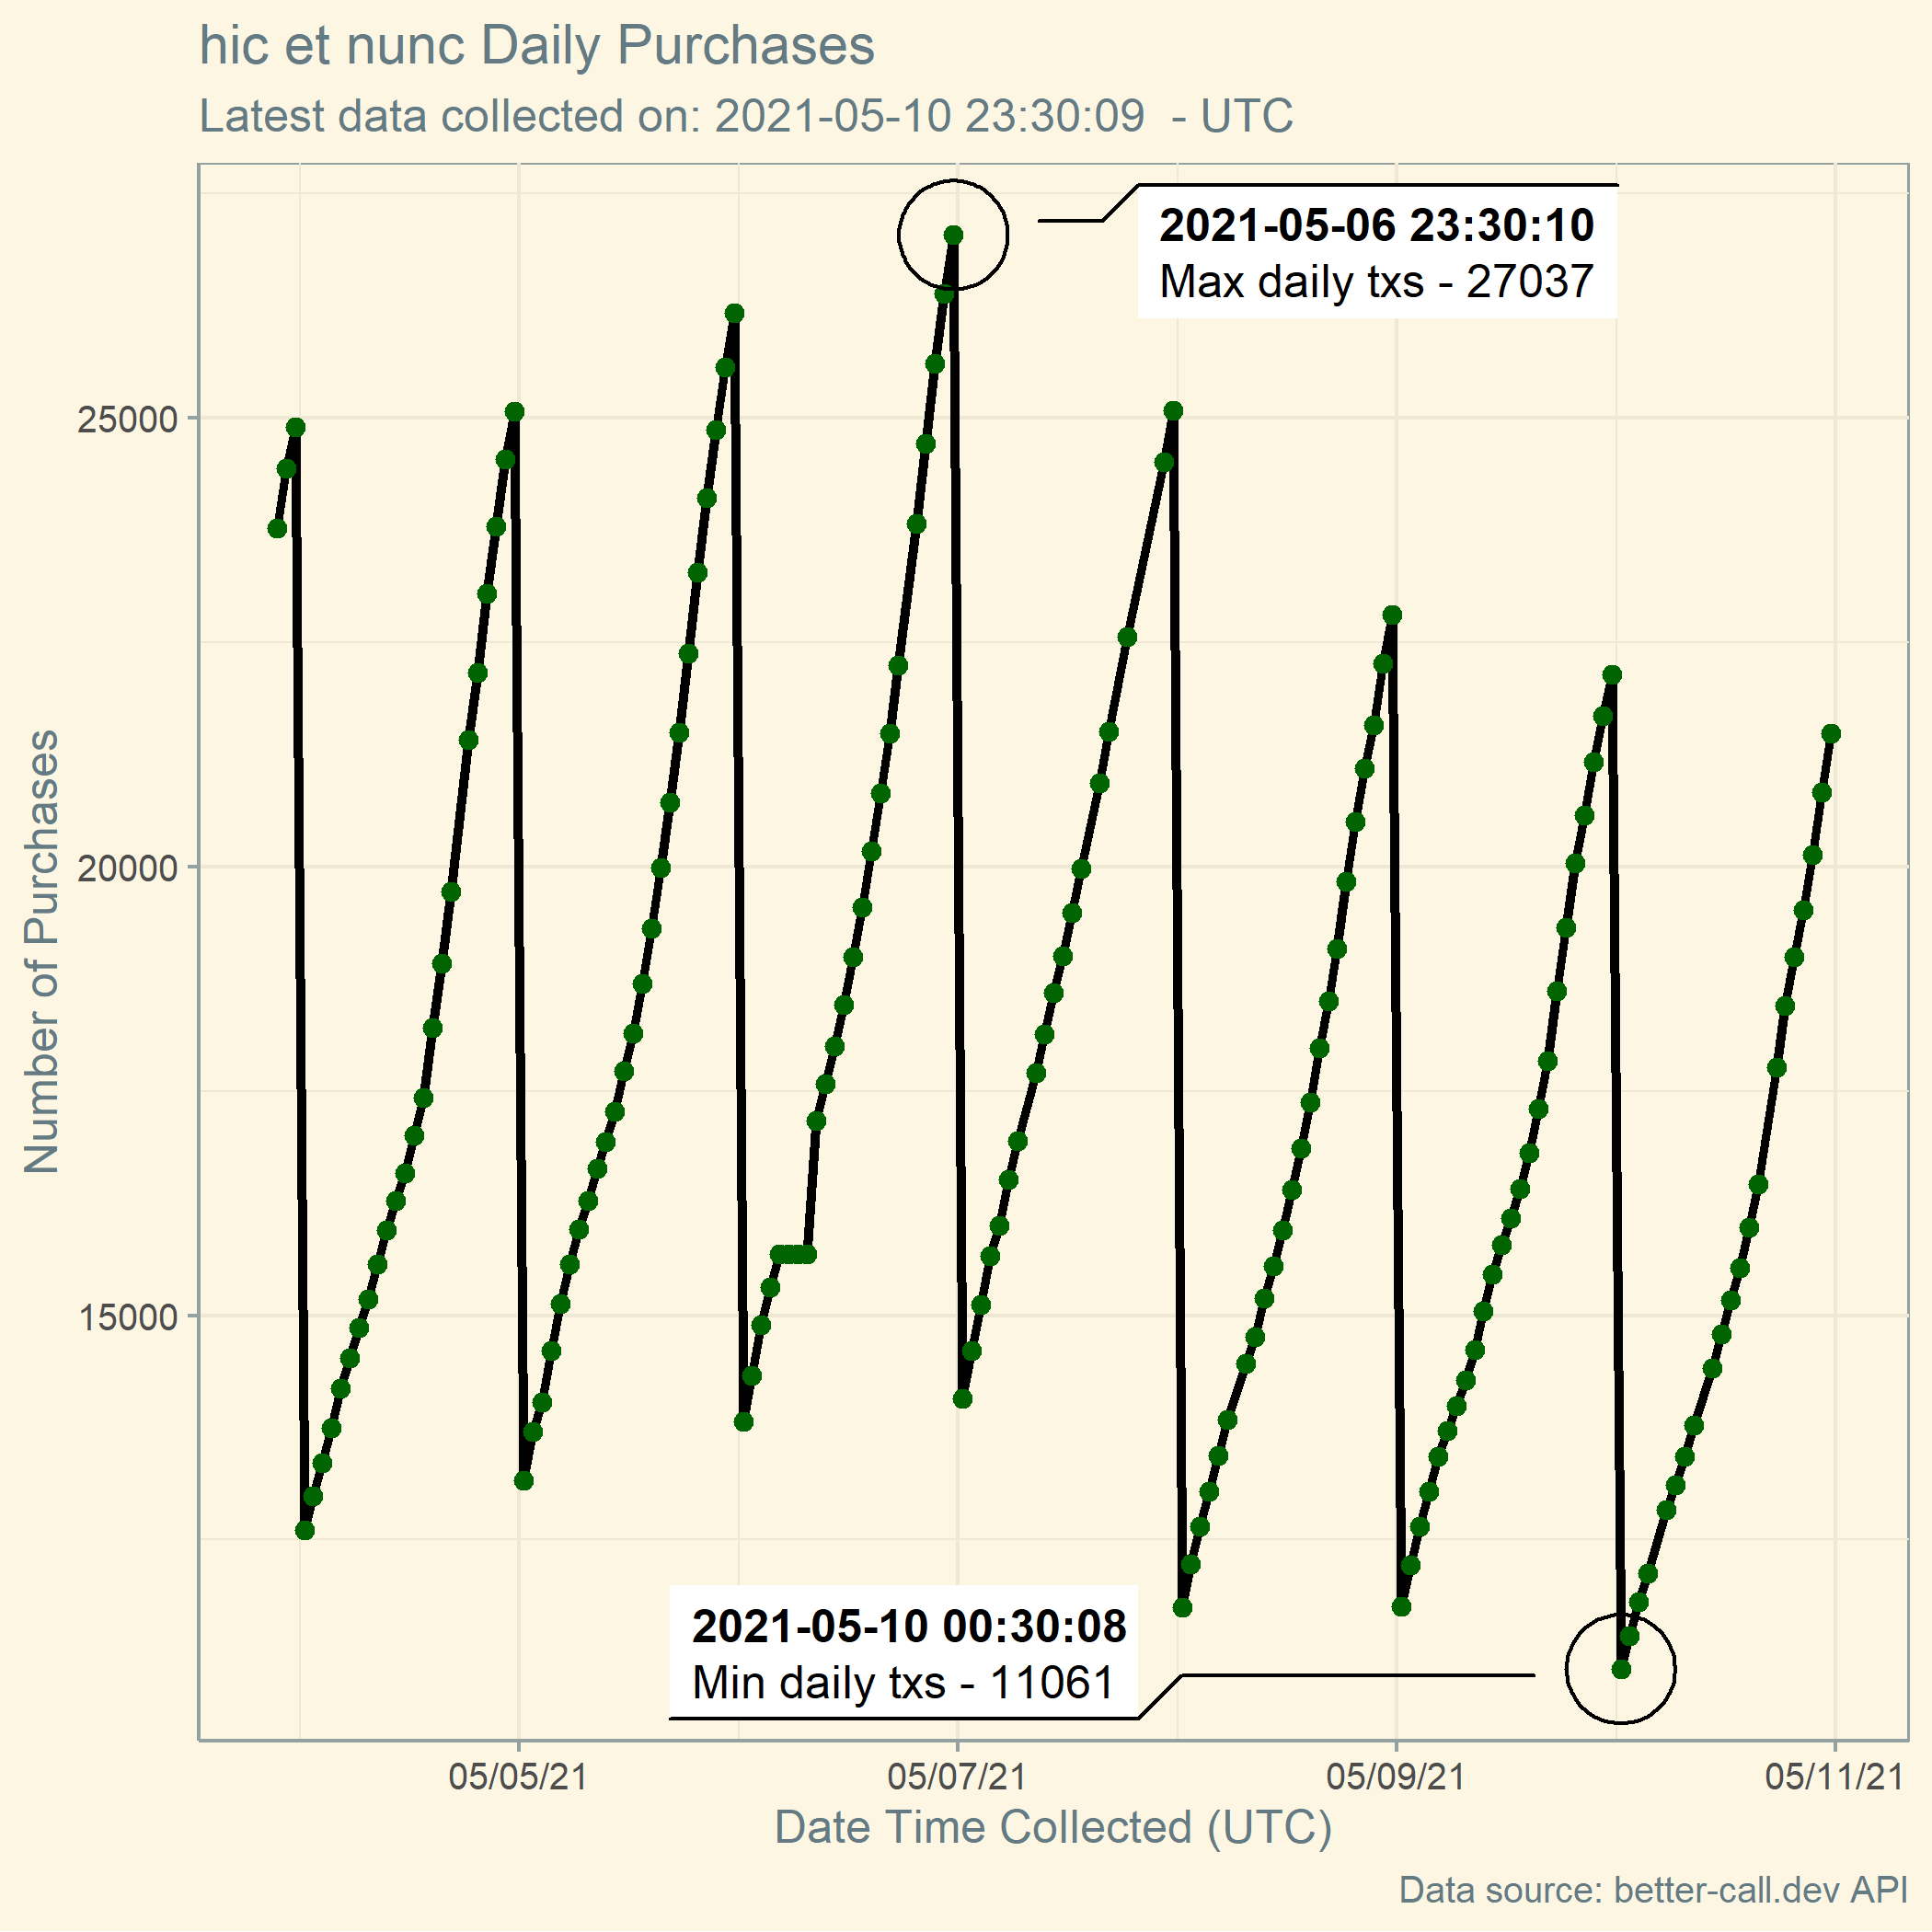 hic et nunc Daily Purchases
Latest data collected on: 2021-05-10 23:30:09  - UTC
2021-05-06 23:30:10
Max daily txs - 27037
25000
20000
15000
Number of Purchases
2021-05-10 00:30:08
Min daily txs - 11061
05/05/21
05/07/21
05/09/21
05/11/21
Date Time Collected (UTC)
Data source: better-call.dev API